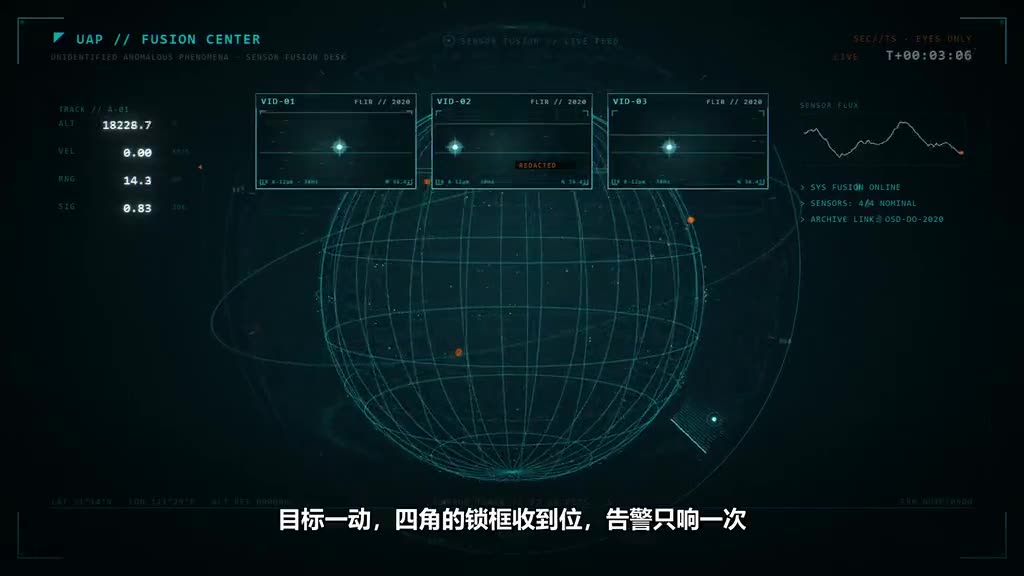 UAP // FUSION CENTER
UNIDENTIFIED ANOMALOUS PHENOMENA · SENSOR FUSION DESK
SENSOR FUSION // LIVE FEED
SEC//TS · EYES ONLY
LIVE T+00:03:06
TRACK // A-01
ALT 18228.7
VEL 0.00
RNG 14.3
SIG 0.83
VID-01 FLIR // 2020
VID-02 FLIR // 2020
REDACTED
VID-03 FLIR // 2020
SENSOR FLUX
> SYS FUSION ONLINE
> SENSORS: 4/4 NOMINAL
> ARCHIVE LINK: OSD-DO-2020
目标一动，四角的锁框收到位，告警只响一次